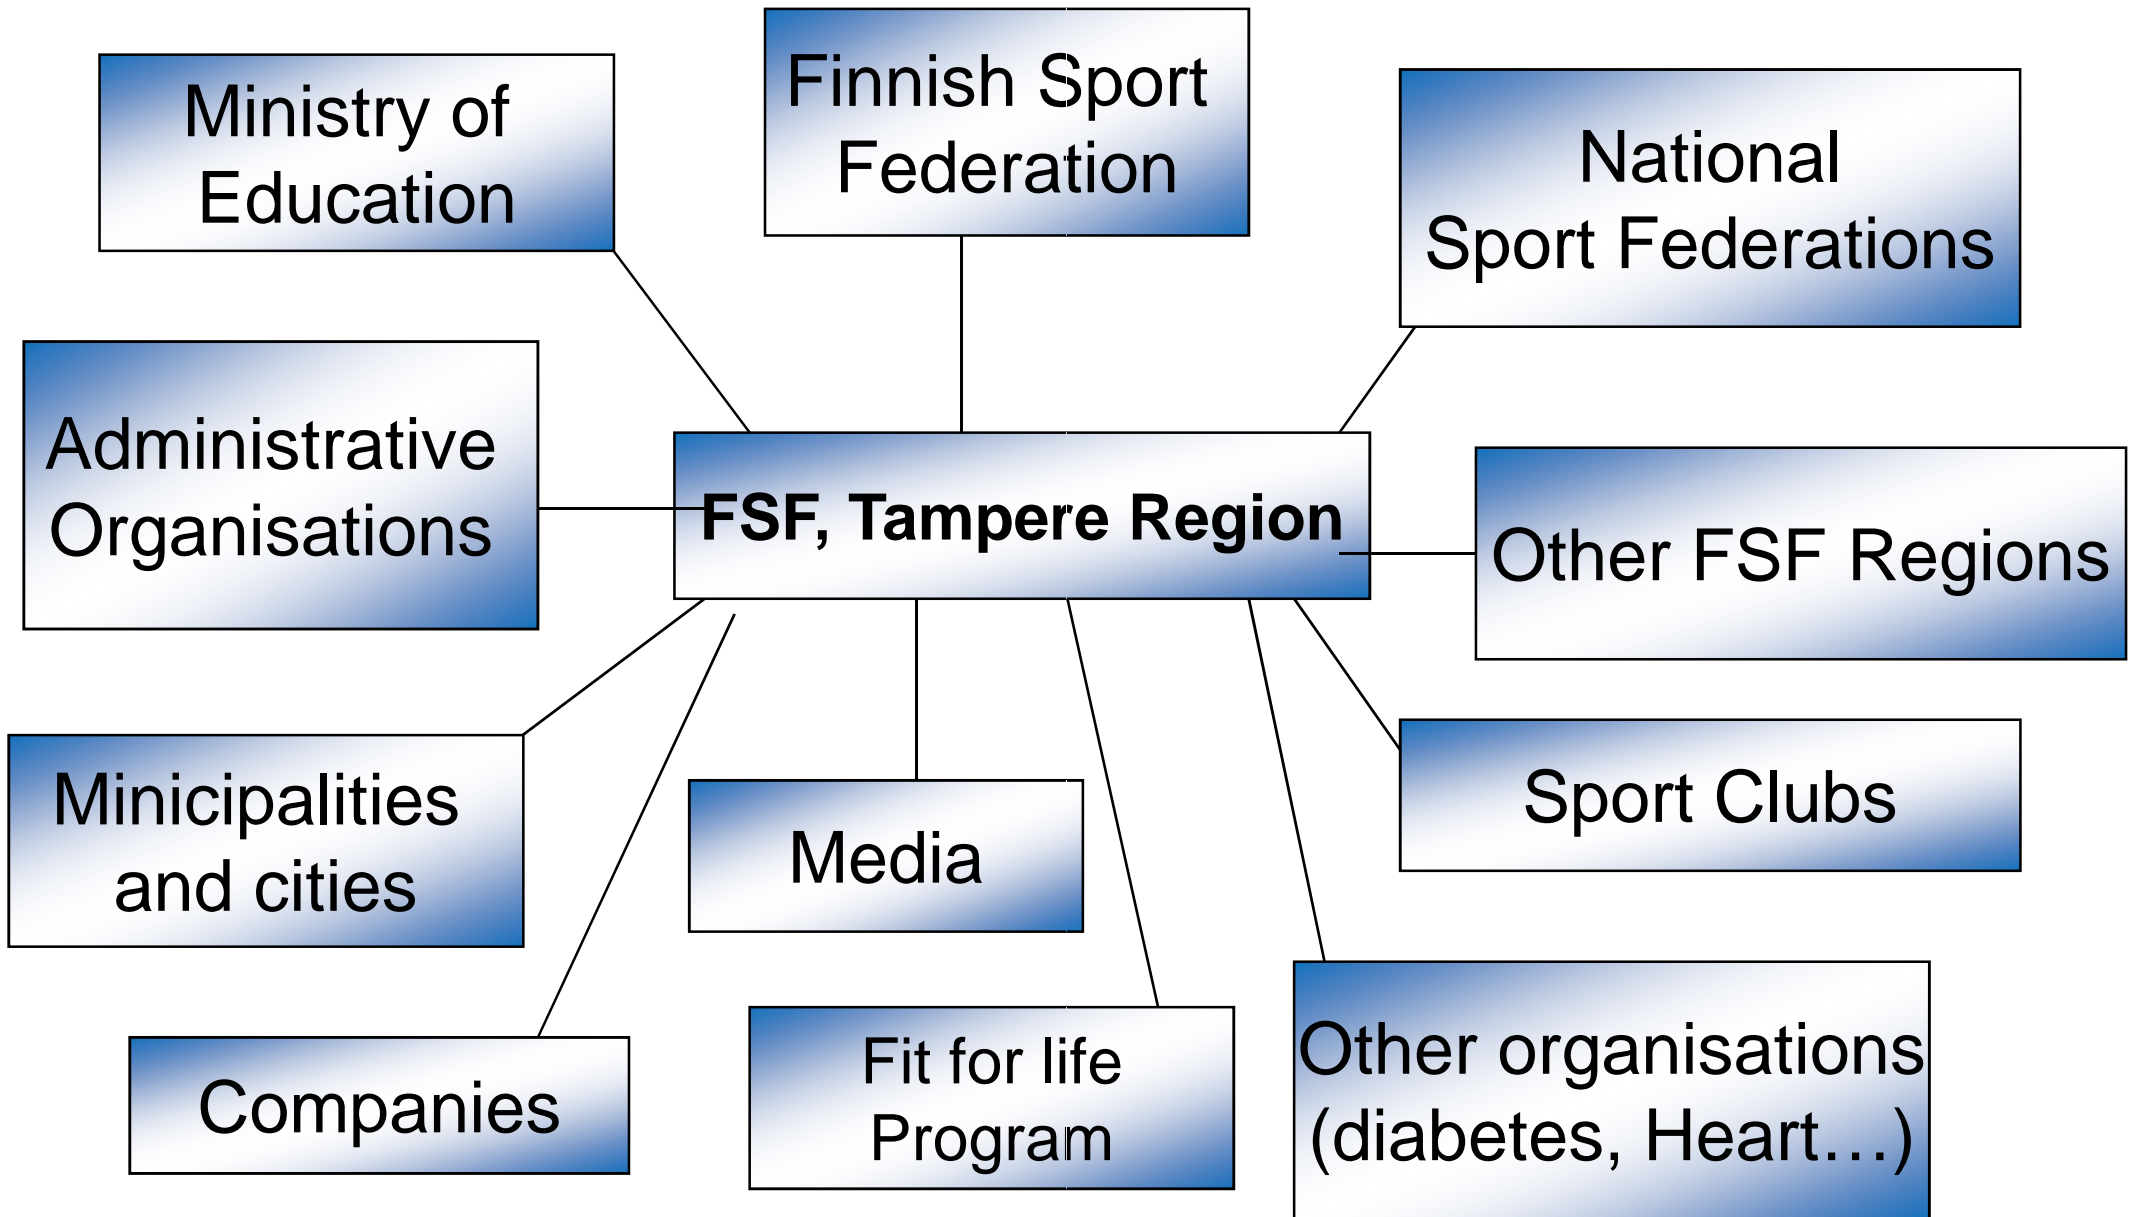 Ministry of
Education
Finnish Sport
Federation
National
Sport Federations
Administrative
Organisations
FSF, Tampere Region
Other FSF Regions
Minicipalities
and cities
Media
Sport Clubs
Companies
Fit for life
Program
Other organisations
(diabetes, Heart…)